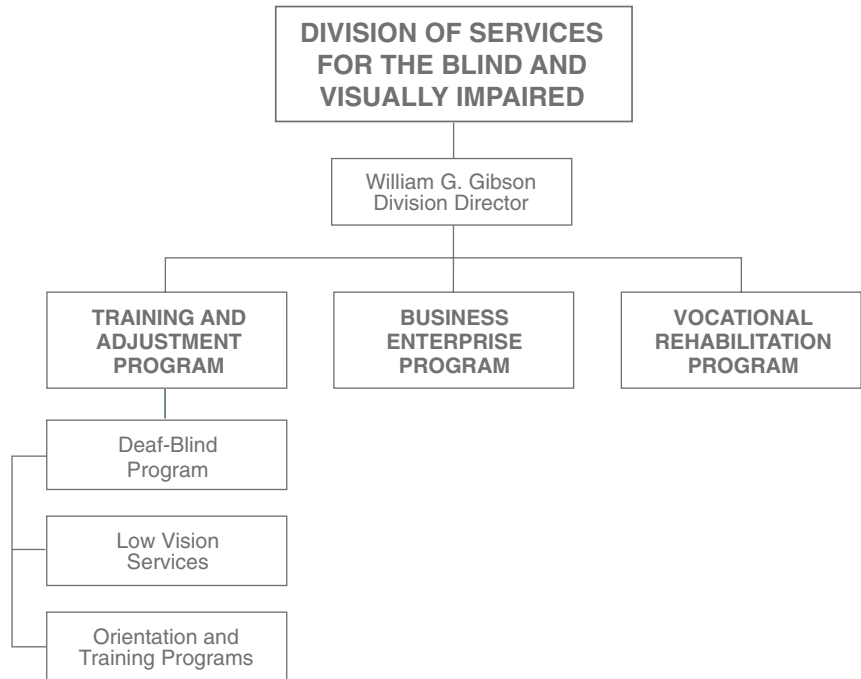 DIVISION OF SERVICES
FOR THE BLIND AND
VISUALLY IMPAIRED
William G. Gibson
Division Director
TRAINING AND
ADJUSTMENT
PROGRAM
BUSINESS
ENTERPRISE
PROGRAM
VOCATIONAL
REHABILITATION
PROGRAM
Deaf-Blind
Program
Low Vision
Services
Orientation and
Training Programs